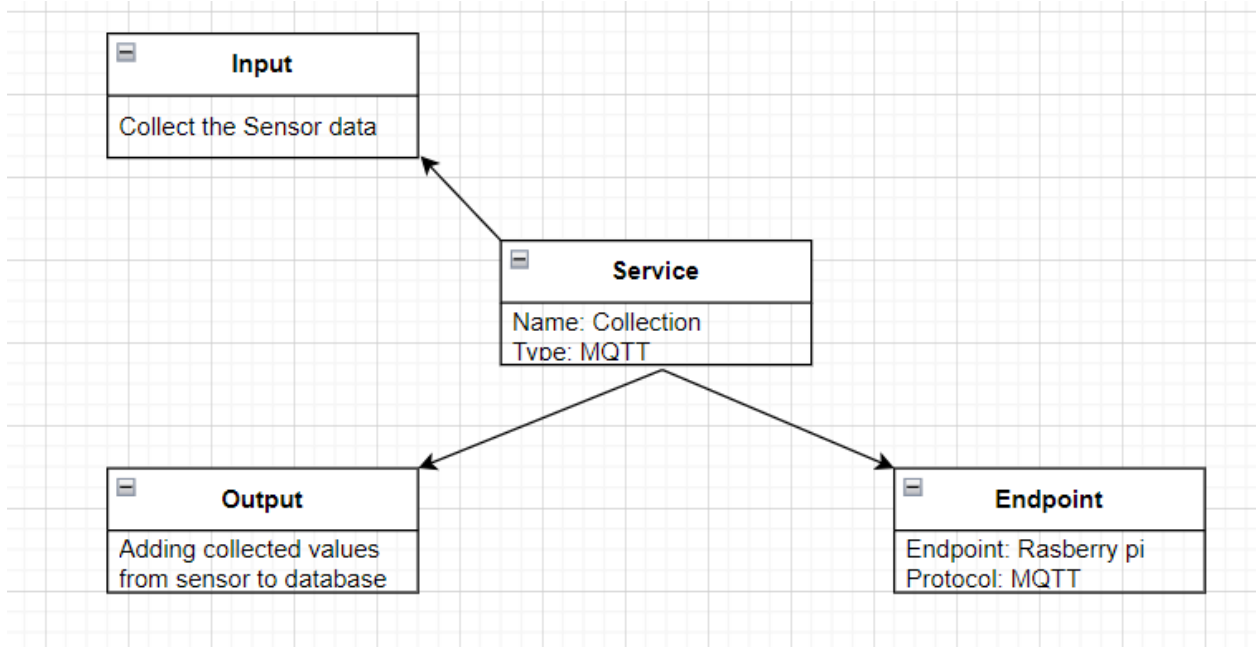 Input
Collect the Sensor data
Service
Name: Collection
Type: MQTT
Output
Adding collected values
from sensor to database
Endpoint
Endpoint: Rasberry pi
Protocol: MQTT